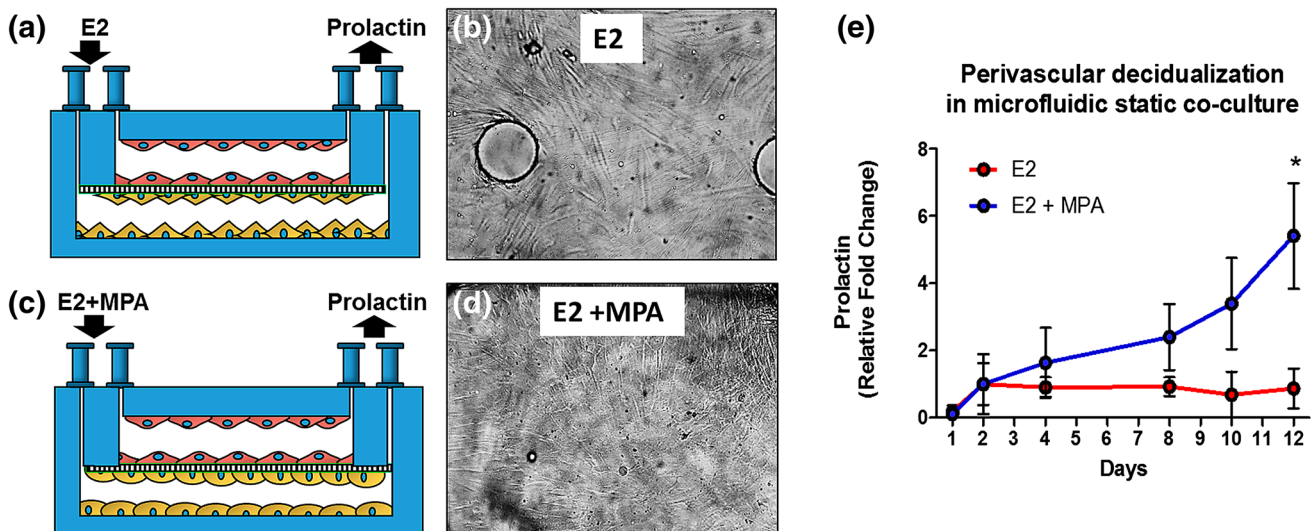 (a)
E2
Prolactin
(b)
E2
(c)
E2+MPA
Prolactin
(d)
E2 +MPA
(e)
Perivascular decidualization
in microfluidic static co-culture
Prolactin
(Relative Fold Change)
8
6
4
2
0
E2
E2 + MPA
*
1 2 3 4 5 6 7 8 9 10 11 12
Days